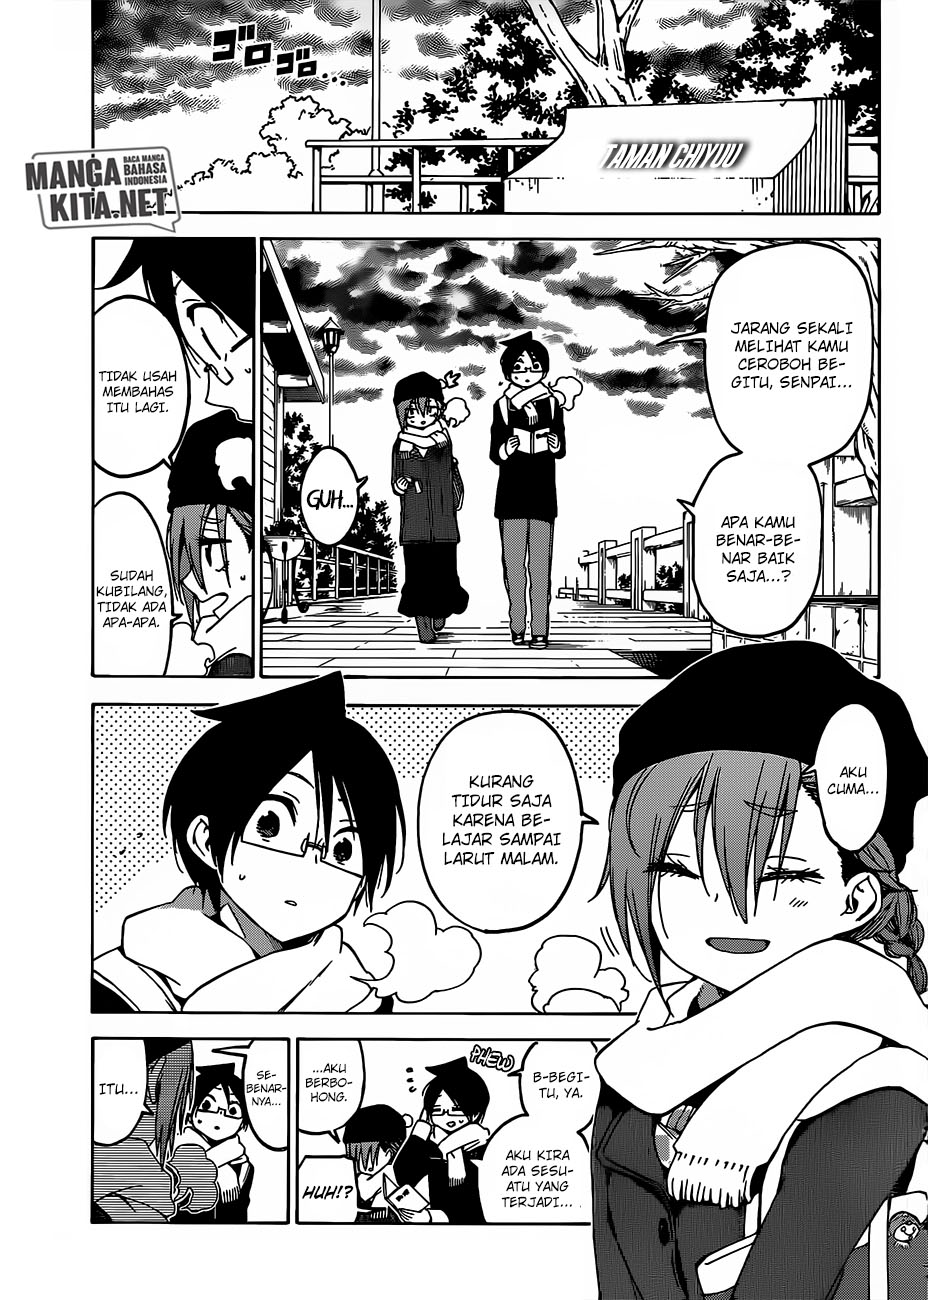 ゴロゴロ...
TAMAN CHIYUU
MANGA
KITA.NET
BACA MANGA
BAHASA
INDONESIA
JARANG SEKALI
MELIHAT KAMU
CEROBOH BE-
GITU, SENPAI...
APA KAMU
BENAR-BE-
NAR BAIK
SAJA...?
GUH...
TIDAK USAH
MEMBAHAS
ITU LAGI.
SUDAH
KUBILANG,
TIDAK ADA
APA-APA.
AKU
CUMA...
KURANG
TIDUR SAJA
KARENA BE-
LAJAR SAMPAI
LARUT MALAM.
B-BEGI-
TU, YA.
AKU KIRA
ADA SESU-
ATU YANG
TERJADI...
PHEW
...AKU
BERBO-
HONG.
HUH!?
SE-
BENAR-
NYA...
ITU...